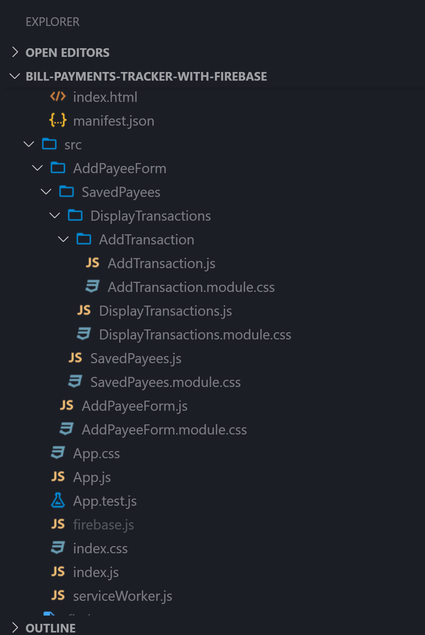 EXPLORER
OPEN EDITORS
BILL-PAYMENTS-TRACKER-WITH-FIREBASE
index.html
manifest.json
src
AddPayeeForm
SavedPayees
DisplayTransactions
AddTransaction
JS AddTransaction.js
AddTransaction.module.css
JS DisplayTransactions.js
DisplayTransactions.module.css
JS SavedPayees.js
SavedPayees.module.css
JS AddPayeeForm.js
AddPayeeForm.module.css
App.css
JS App.js
App.test.js
JS firebase.js
index.css
JS index.js
JS serviceWorker.js
OUTLINE